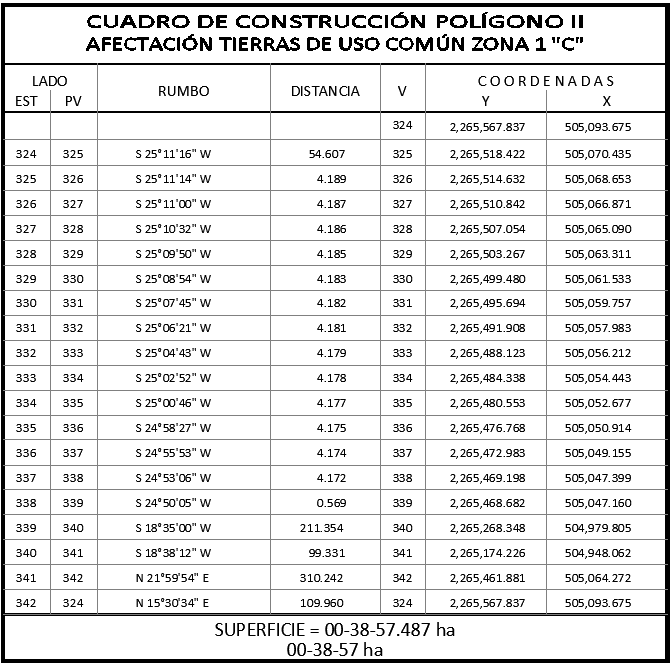 CUADRO DE CONSTRUCCIÓN POLÍGONO II
AFECTACIÓN TIERRAS DE USO COMÚN ZONA 1 "C"
LADO RUMBO DISTANCIA V COORDENADAS
EST PV Y X
324 2,265,567.837 505,093.675
324 325 S 25°11'16" W 54.607 325 2,265,518.422 505,070.435
325 326 S 25°11'14" W 4.189 326 2,265,514.632 505,068.653
326 327 S 25°11'00" W 4.187 327 2,265,510.842 505,066.871
327 328 S 25°10'32" W 4.186 328 2,265,507.054 505,065.090
328 329 S 25°09'50" W 4.185 329 2,265,503.267 505,063.311
329 330 S 25°08'54" W 4.183 330 2,265,499.480 505,061.533
330 331 S 25°07'45" W 4.182 331 2,265,495.694 505,059.757
331 332 S 25°06'21" W 4.181 332 2,265,491.908 505,057.983
332 333 S 25°04'43" W 4.179 333 2,265,488.123 505,056.212
333 334 S 25°02'52" W 4.178 334 2,265,484.338 505,054.443
334 335 S 25°00'46" W 4.177 335 2,265,480.553 505,052.677
335 336 S 24°58'27" W 4.175 336 2,265,476.768 505,050.914
336 337 S 24°55'53" W 4.174 337 2,265,472.983 505,049.155
337 338 S 24°53'06" W 4.172 338 2,265,469.198 505,047.399
338 339 S 24°50'05" W 0.569 339 2,265,468.682 505,047.160
339 340 S 18°35'00" W 211.354 340 2,265,268.348 504,979.805
340 341 S 18°38'12" W 99.331 341 2,265,174.226 504,948.062
341 342 N 21°59'54" E 310.242 342 2,265,461.881 505,064.272
342 324 N 15°30'34" E 109.960 324 2,265,567.837 505,093.675
SUPERFICIE = 00-38-57.487 ha
00-38-57 ha